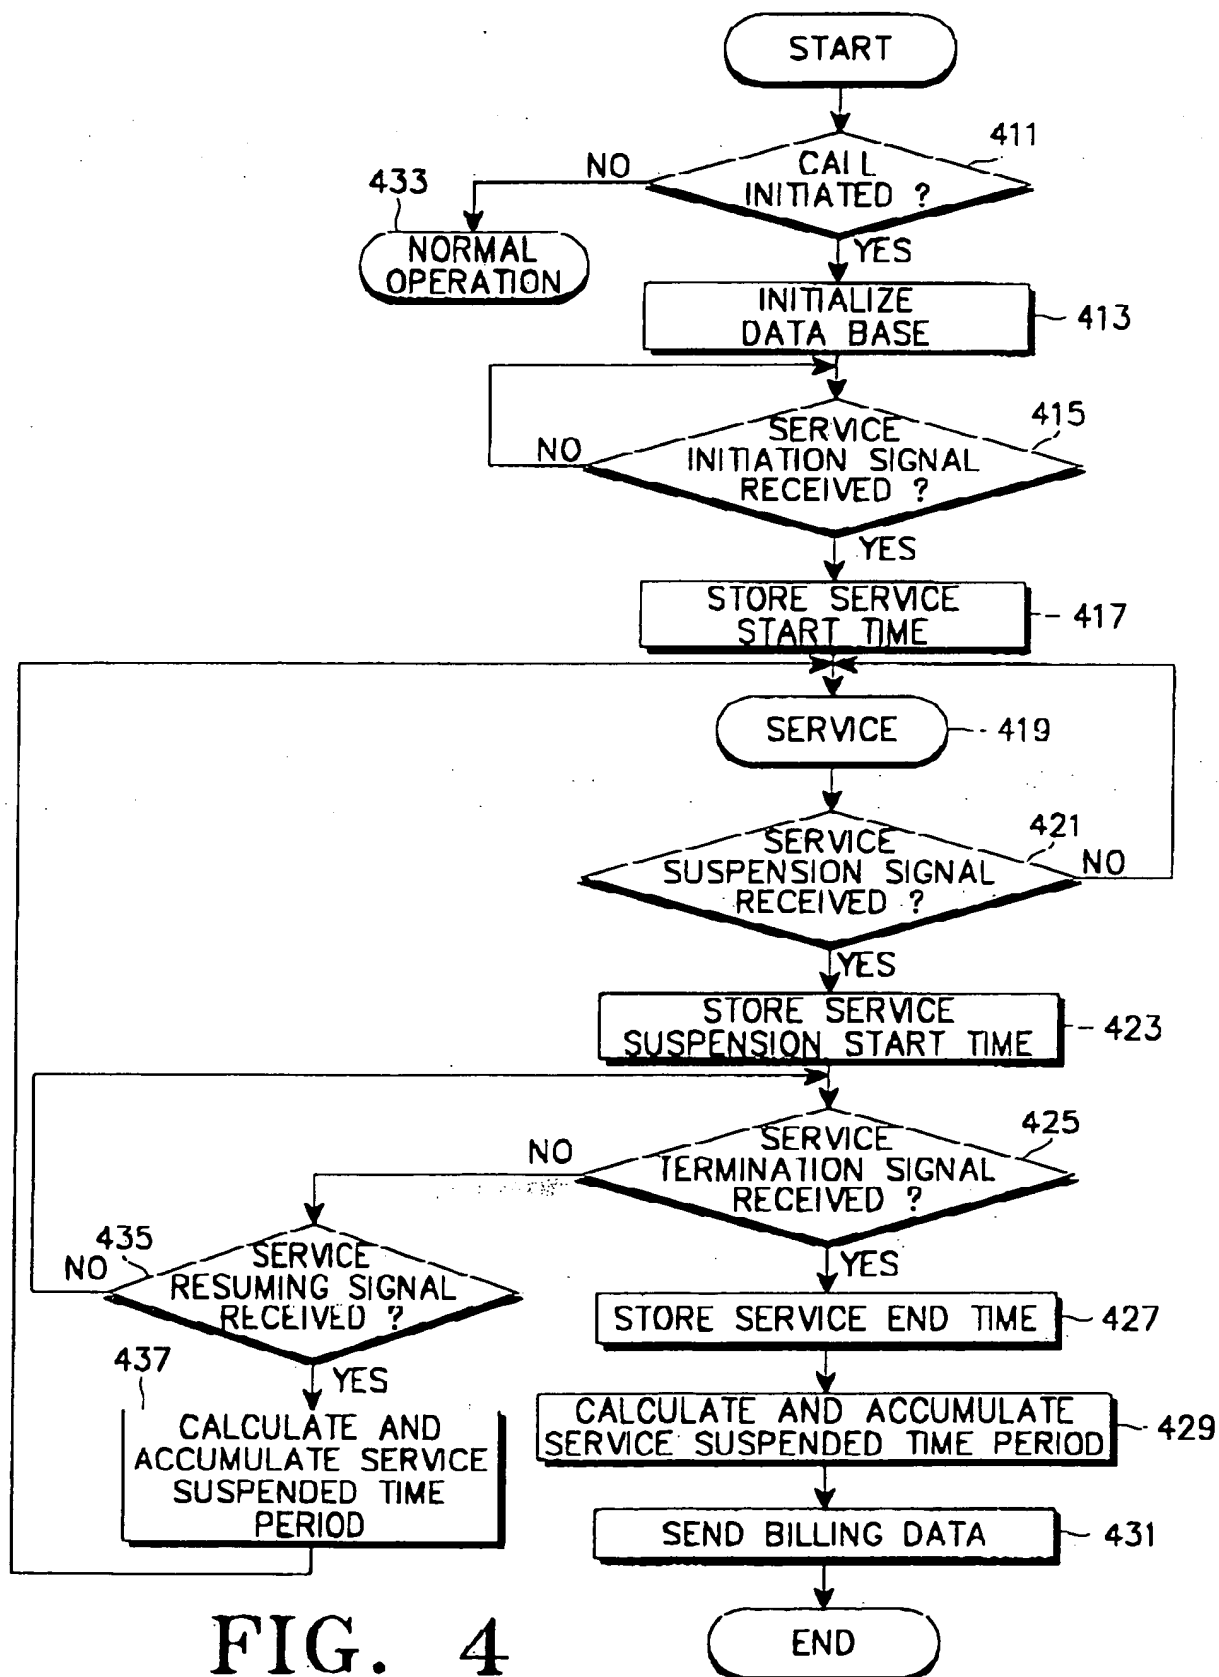 START
411
CALL
INITIATED ?
NO
433
NORMAL
OPERATION
YES
INITIALIZE
DATA BASE
413
415
SERVICE
INITIATION SIGNAL
RECEIVED ?
NO
YES
STORE SERVICE
START TIME
417
SERVICE
419
421
SERVICE
SUSPENSION SIGNAL
RECEIVED ?
NO
YES
STORE SERVICE
SUSPENSION START TIME
423
425
SERVICE
TERMINATION SIGNAL
RECEIVED ?
NO
435
SERVICE
RESUMING SIGNAL
RECEIVED ?
NO
YES
STORE SERVICE END TIME
427
437
YES
CALCULATE AND
ACCUMULATE SERVICE
SUSPENDED TIME
PERIOD
CALCULATE AND ACCUMULATE
SERVICE SUSPENDED TIME PERIOD
429
SEND BILLING DATA
431
END
FIG. 4